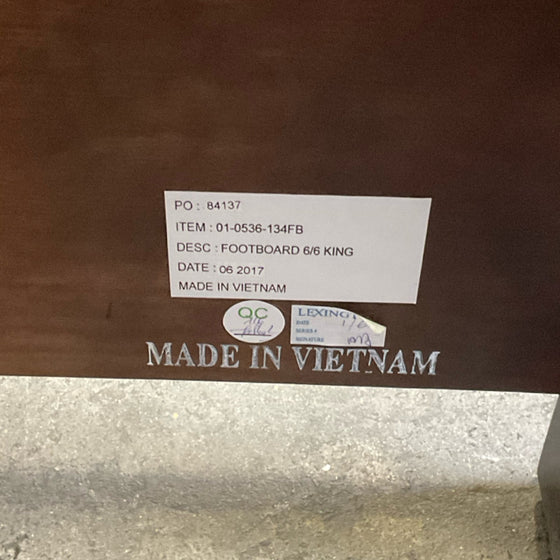 PO : 84137
ITEM : 01-0536-134FB
DESC : FOOTBOARD 6/6 KING
DATE : 06 2017
MADE IN VIETNAM
QC
LEXING
DATE
SERIES #
SIGNATURE
MADE IN VIETNAM